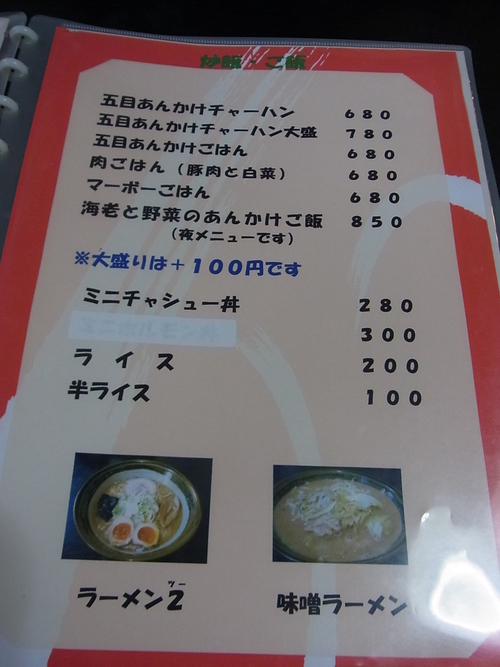 炒飯・ご飯
五目あんかけチャーハン 680
五目あんかけチャーハン大盛 780
五目あんかけごはん 680
肉ごはん（豚肉と白菜） 680
マーボーごはん 680
海老と野菜のあんかけご飯 850
（夜メニューです）
※大盛りは＋100円です
ミニチャシュー丼 280
300
ライス 200
半ライス 100
ツー
ラーメン2
味噌ラーメン